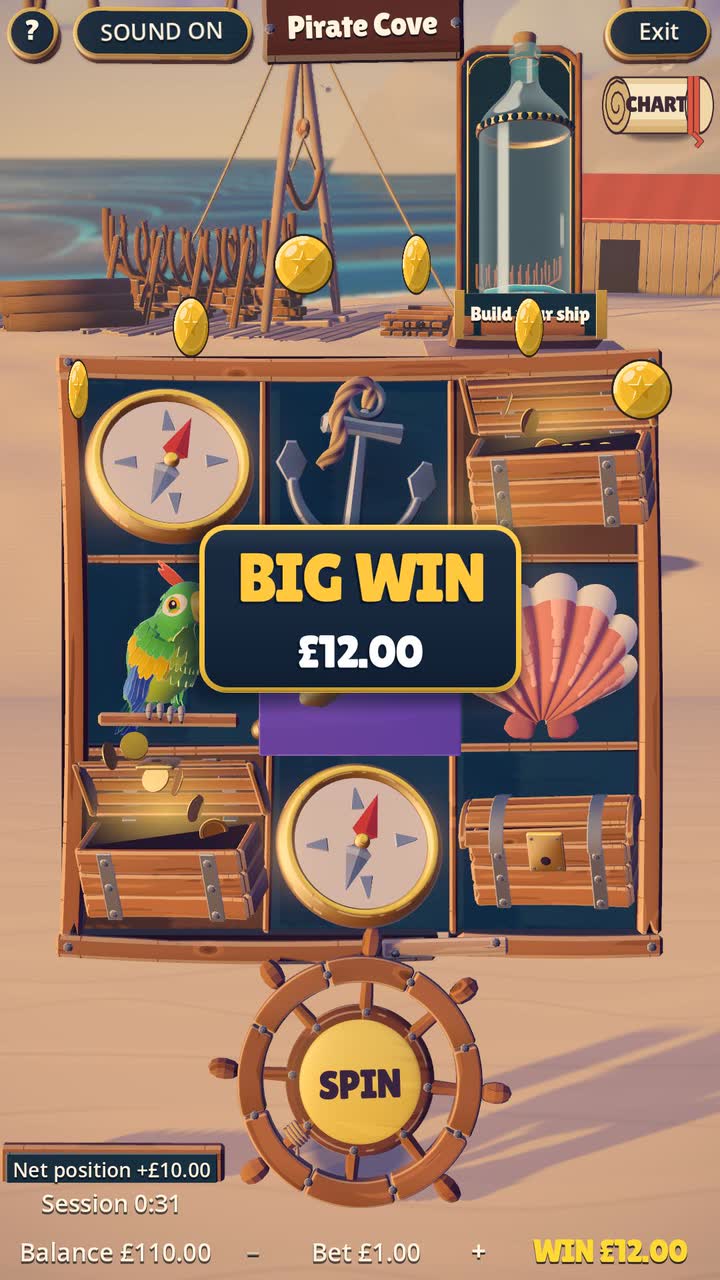 ?
SOUND ON
Pirate Cove
Exit
CHART
Build ship
BIG WIN
£12.00
SPIN
Net position +£10.00
Session 0:31
Balance £110.00 – Bet £1.00 + WIN £12.00